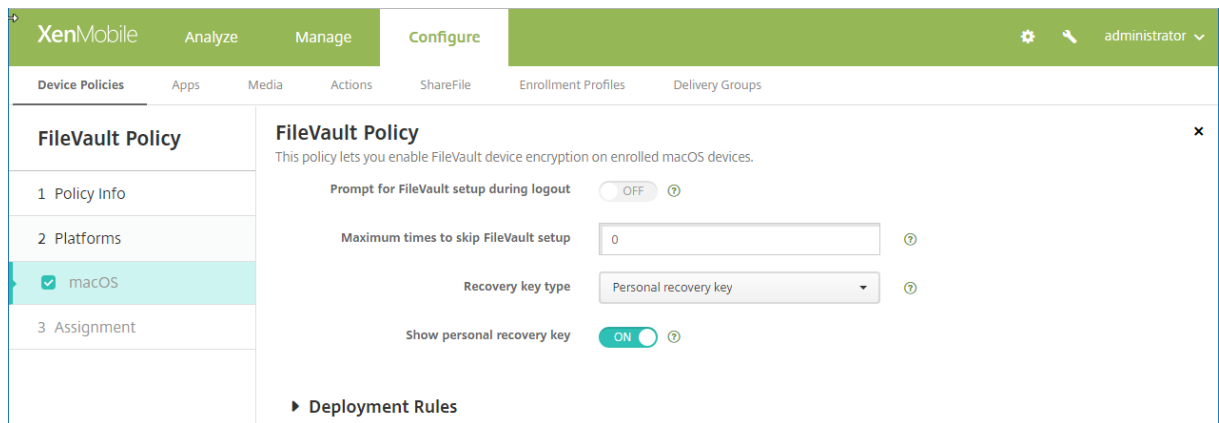 XenMobile Analyze Manage Configure administrator
Device Policies Apps Media Actions ShareFile Enrollment Profiles Delivery Groups
FileVault Policy
1 Policy Info
2 Platforms
macOS
3 Assignment
FileVault Policy
This policy lets you enable FileVault device encryption on enrolled macOS devices.
Prompt for FileVault setup during logout OFF ?
Maximum times to skip FileVault setup 0 ?
Recovery key type Personal recovery key ?
Show personal recovery key ON ?
Deployment Rules